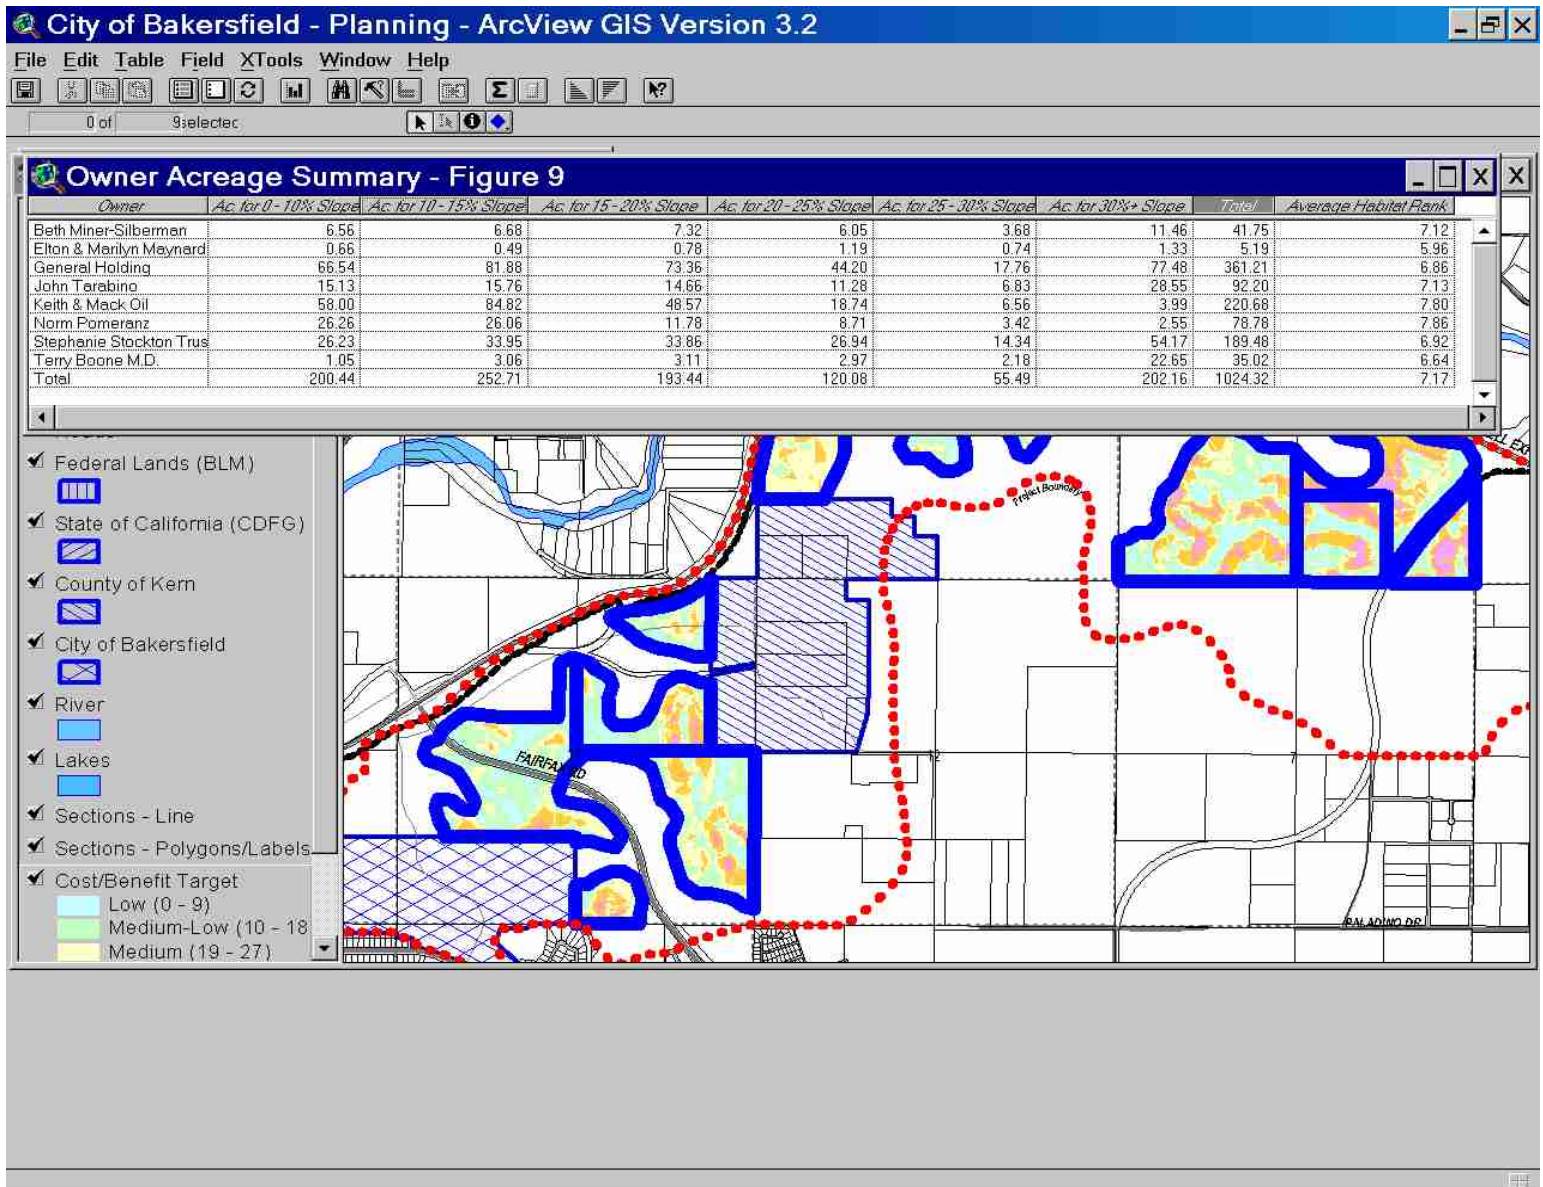 City of Bakersfield - Planning - ArcView GIS Version 3.2
File Edit Table Field XTools Window Help
0 of 9 selected
Owner Acreage Summary - Figure 9
Owner Ac. for 0 - 10% Slope Ac. for 10 - 15% Slope Ac. for 15 - 20% Slope Ac. for 20 - 25% Slope Ac. for 25 - 30% Slope Ac. for 30%+ Slope Total Average Habitat Rank
Beth Miner-Silberman 6.56 6.68 7.32 6.05 3.68 11.46 41.75 7.12
Elton & Marilyn Maynard 0.66 0.49 0.78 1.19 0.74 1.33 5.19 5.96
General Holding 66.54 81.88 73.36 44.20 17.76 77.48 361.21 6.86
John Tarabino 15.13 15.76 14.66 11.28 6.83 28.55 92.20 7.13
Keith & Mack Oil 58.00 84.82 48.57 18.74 6.56 3.99 220.68 7.80
Norm Pomeranz 26.26 26.06 11.78 8.71 3.42 2.55 78.78 7.86
Stephanie Stockton Trus 26.23 33.95 33.86 26.94 14.34 54.17 189.48 6.92
Terry Boone M.D. 1.05 3.06 3.11 2.97 2.18 22.65 35.02 6.64
Total 200.44 252.71 193.44 120.08 55.49 202.16 1024.32 7.17
Federal Lands (BLM)
State of California (CDFG)
County of Kern
City of Bakersfield
River
Lakes
Sections - Line
Sections - Polygons/Labels
Cost/Benefit Target
Low (0 - 9)
Medium-Low (10 - 18
Medium (19 - 27)
Project Boundary
FAIRFAX RD
12
7
PALADINO DR